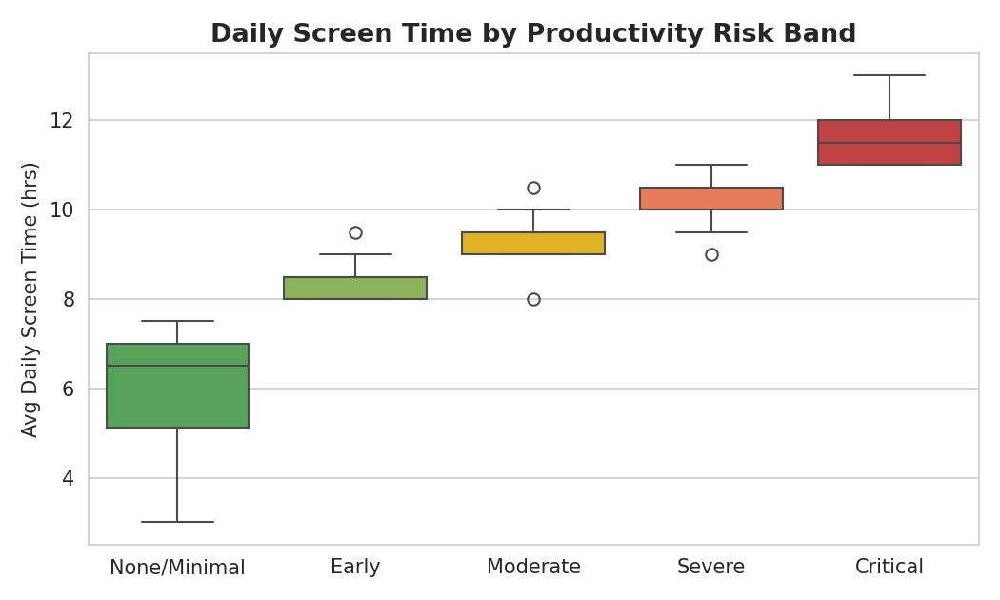 Daily Screen Time by Productivity Risk Band
Avg Daily Screen Time (hrs)
12
10
8
6
4
None/Minimal Early Moderate Severe Critical